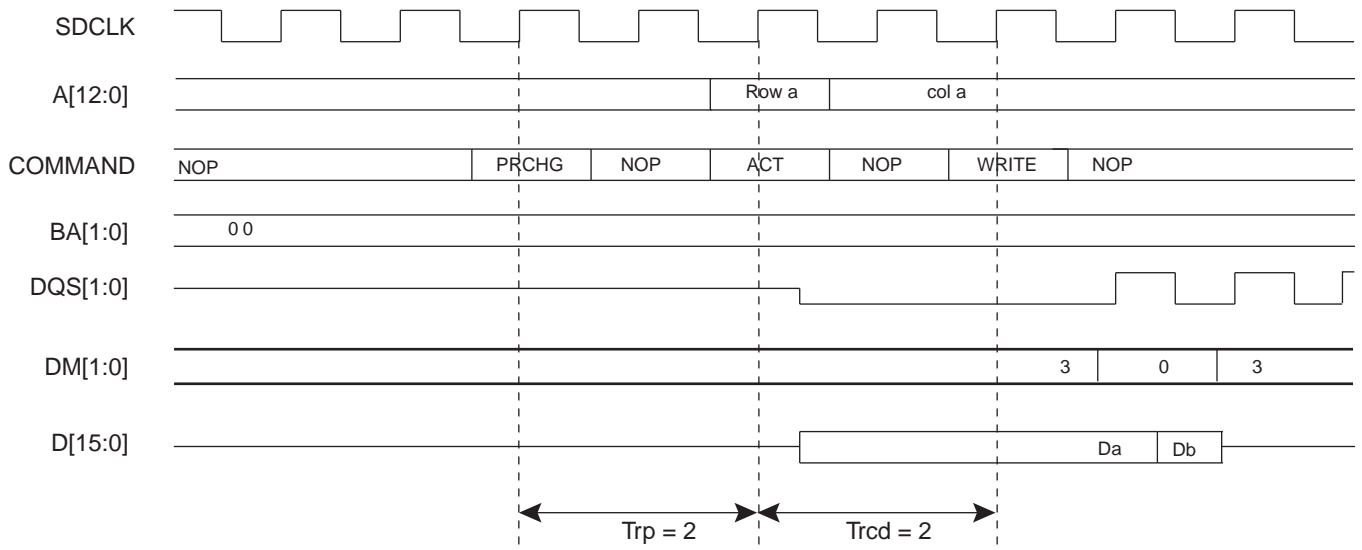 SDCLK
A[12:0] Row a col a
COMMAND NOP PRCHG NOP ACT NOP WRITE NOP
BA[1:0] 0 0
DQS[1:0]
DM[1:0] 3 0 3
D[15:0] Da Db
Trp = 2 Trcd = 2